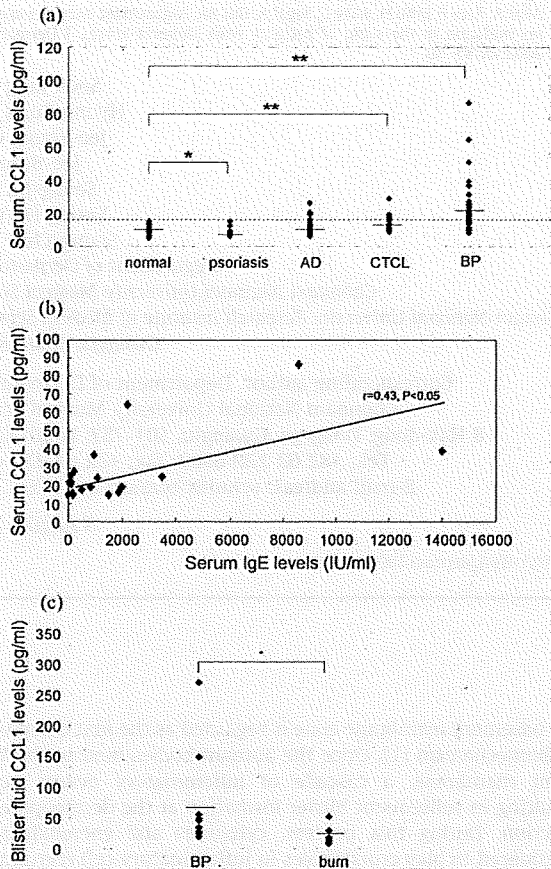 (a)
Serum CCL1 levels (pg/ml)
120
100
80
60
40
20
0
**
**
*
normal psoriasis AD CTCL BP
(b)
Serum CCL1 levels (pg/ml)
100
90
80
70
60
50
40
30
20
10
0
r=0.43, P<0.05
0 2000 4000 6000 8000 10000 12000 14000 16000
Serum IgE levels (IU/ml)
(c)
Blister fluid CCL1 levels (pg/ml)
350
300
250
200
150
100
50
0
BP burn